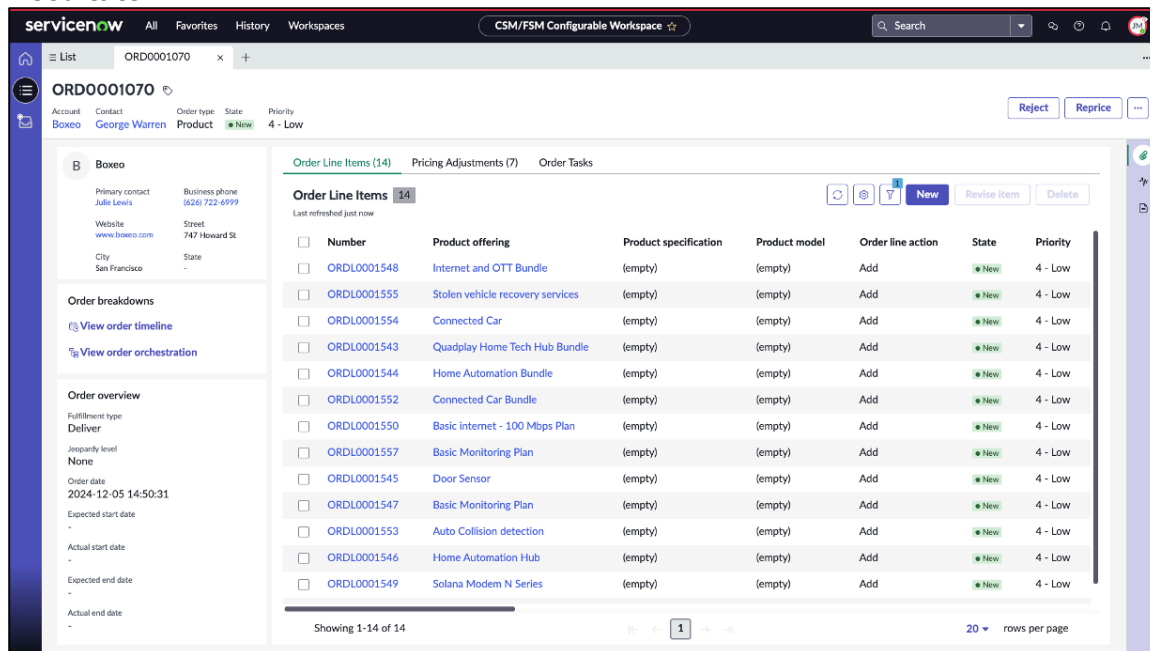 servicenow All Favorites History Workspaces CSM/FSM Configurable Workspace Search JM
List ORD0001070
ORD0001070
Account Contact Order type State Priority
Boxeo George Warren Product New 4 - Low
Reject Reprice
B Boxeo
Primary contact Business phone
Julie Lewis (626) 722-6999
Website Street
www.boxeo.com 747 Howard St
City State
San Francisco -
Order breakdowns
View order timeline
View order orchestration
Order overview
Fulfillment type
Deliver
Jeopardy level
None
Order date
2024-12-05 14:50:31
Expected start date
-
Actual start date
-
Expected end date
-
Actual end date
-
Order Line Items (14) Pricing Adjustments (7) Order Tasks
Order Line Items 14
Last refreshed just now
1 New Revise item Delete
Number Product offering Product specification Product model Order line action State Priority
ORDL0001548 Internet and OTT Bundle (empty) (empty) Add New 4 - Low
ORDL0001555 Stolen vehicle recovery services (empty) (empty) Add New 4 - Low
ORDL0001554 Connected Car (empty) (empty) Add New 4 - Low
ORDL0001543 Quadplay Home Tech Hub Bundle (empty) (empty) Add New 4 - Low
ORDL0001544 Home Automation Bundle (empty) (empty) Add New 4 - Low
ORDL0001552 Connected Car Bundle (empty) (empty) Add New 4 - Low
ORDL0001550 Basic internet - 100 Mbps Plan (empty) (empty) Add New 4 - Low
ORDL0001557 Basic Monitoring Plan (empty) (empty) Add New 4 - Low
ORDL0001545 Door Sensor (empty) (empty) Add New 4 - Low
ORDL0001547 Basic Monitoring Plan (empty) (empty) Add New 4 - Low
ORDL0001553 Auto Collision detection (empty) (empty) Add New 4 - Low
ORDL0001546 Home Automation Hub (empty) (empty) Add New 4 - Low
ORDL0001549 Solana Modem N Series (empty) (empty) Add New 4 - Low
Showing 1-14 of 14 1 20 rows per page